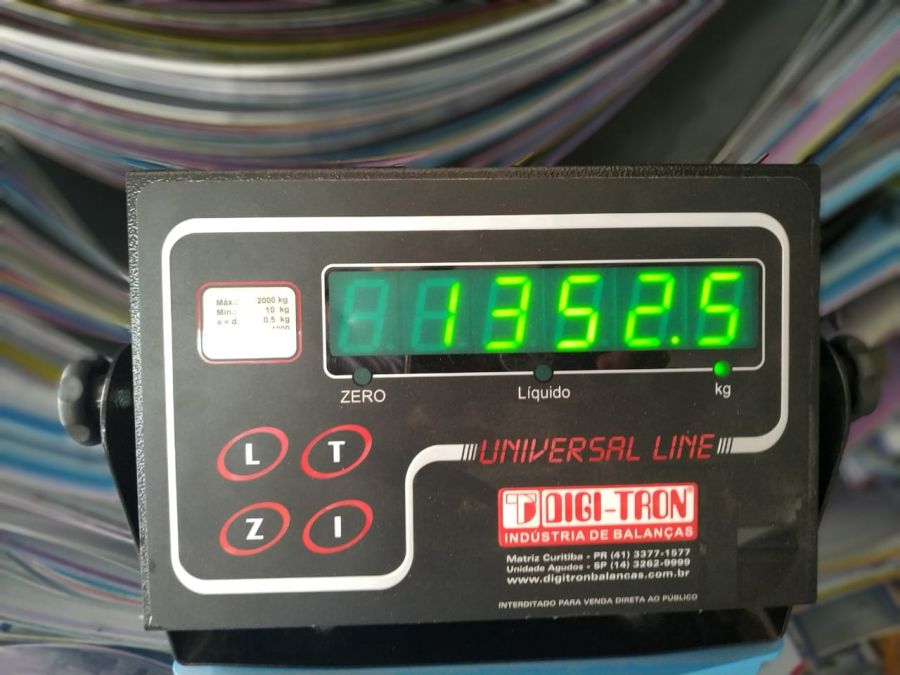 1352.5
Máx.: 2000 kg
Mín.: 10 kg
e = d: 0,5 kg
ZERO
Líquido
kg
L
T
Z
I
UNIVERSAL LINE
DIGI-TRON
INDÚSTRIA DE BALANÇAS
Matriz Curitiba - PR (41) 3377-1577
Unidade Agudos - SP (14) 3262-9999
www.digitronbalancas.com.br
INTERDITADO PARA VENDA DIRETA AO PÚBLICO